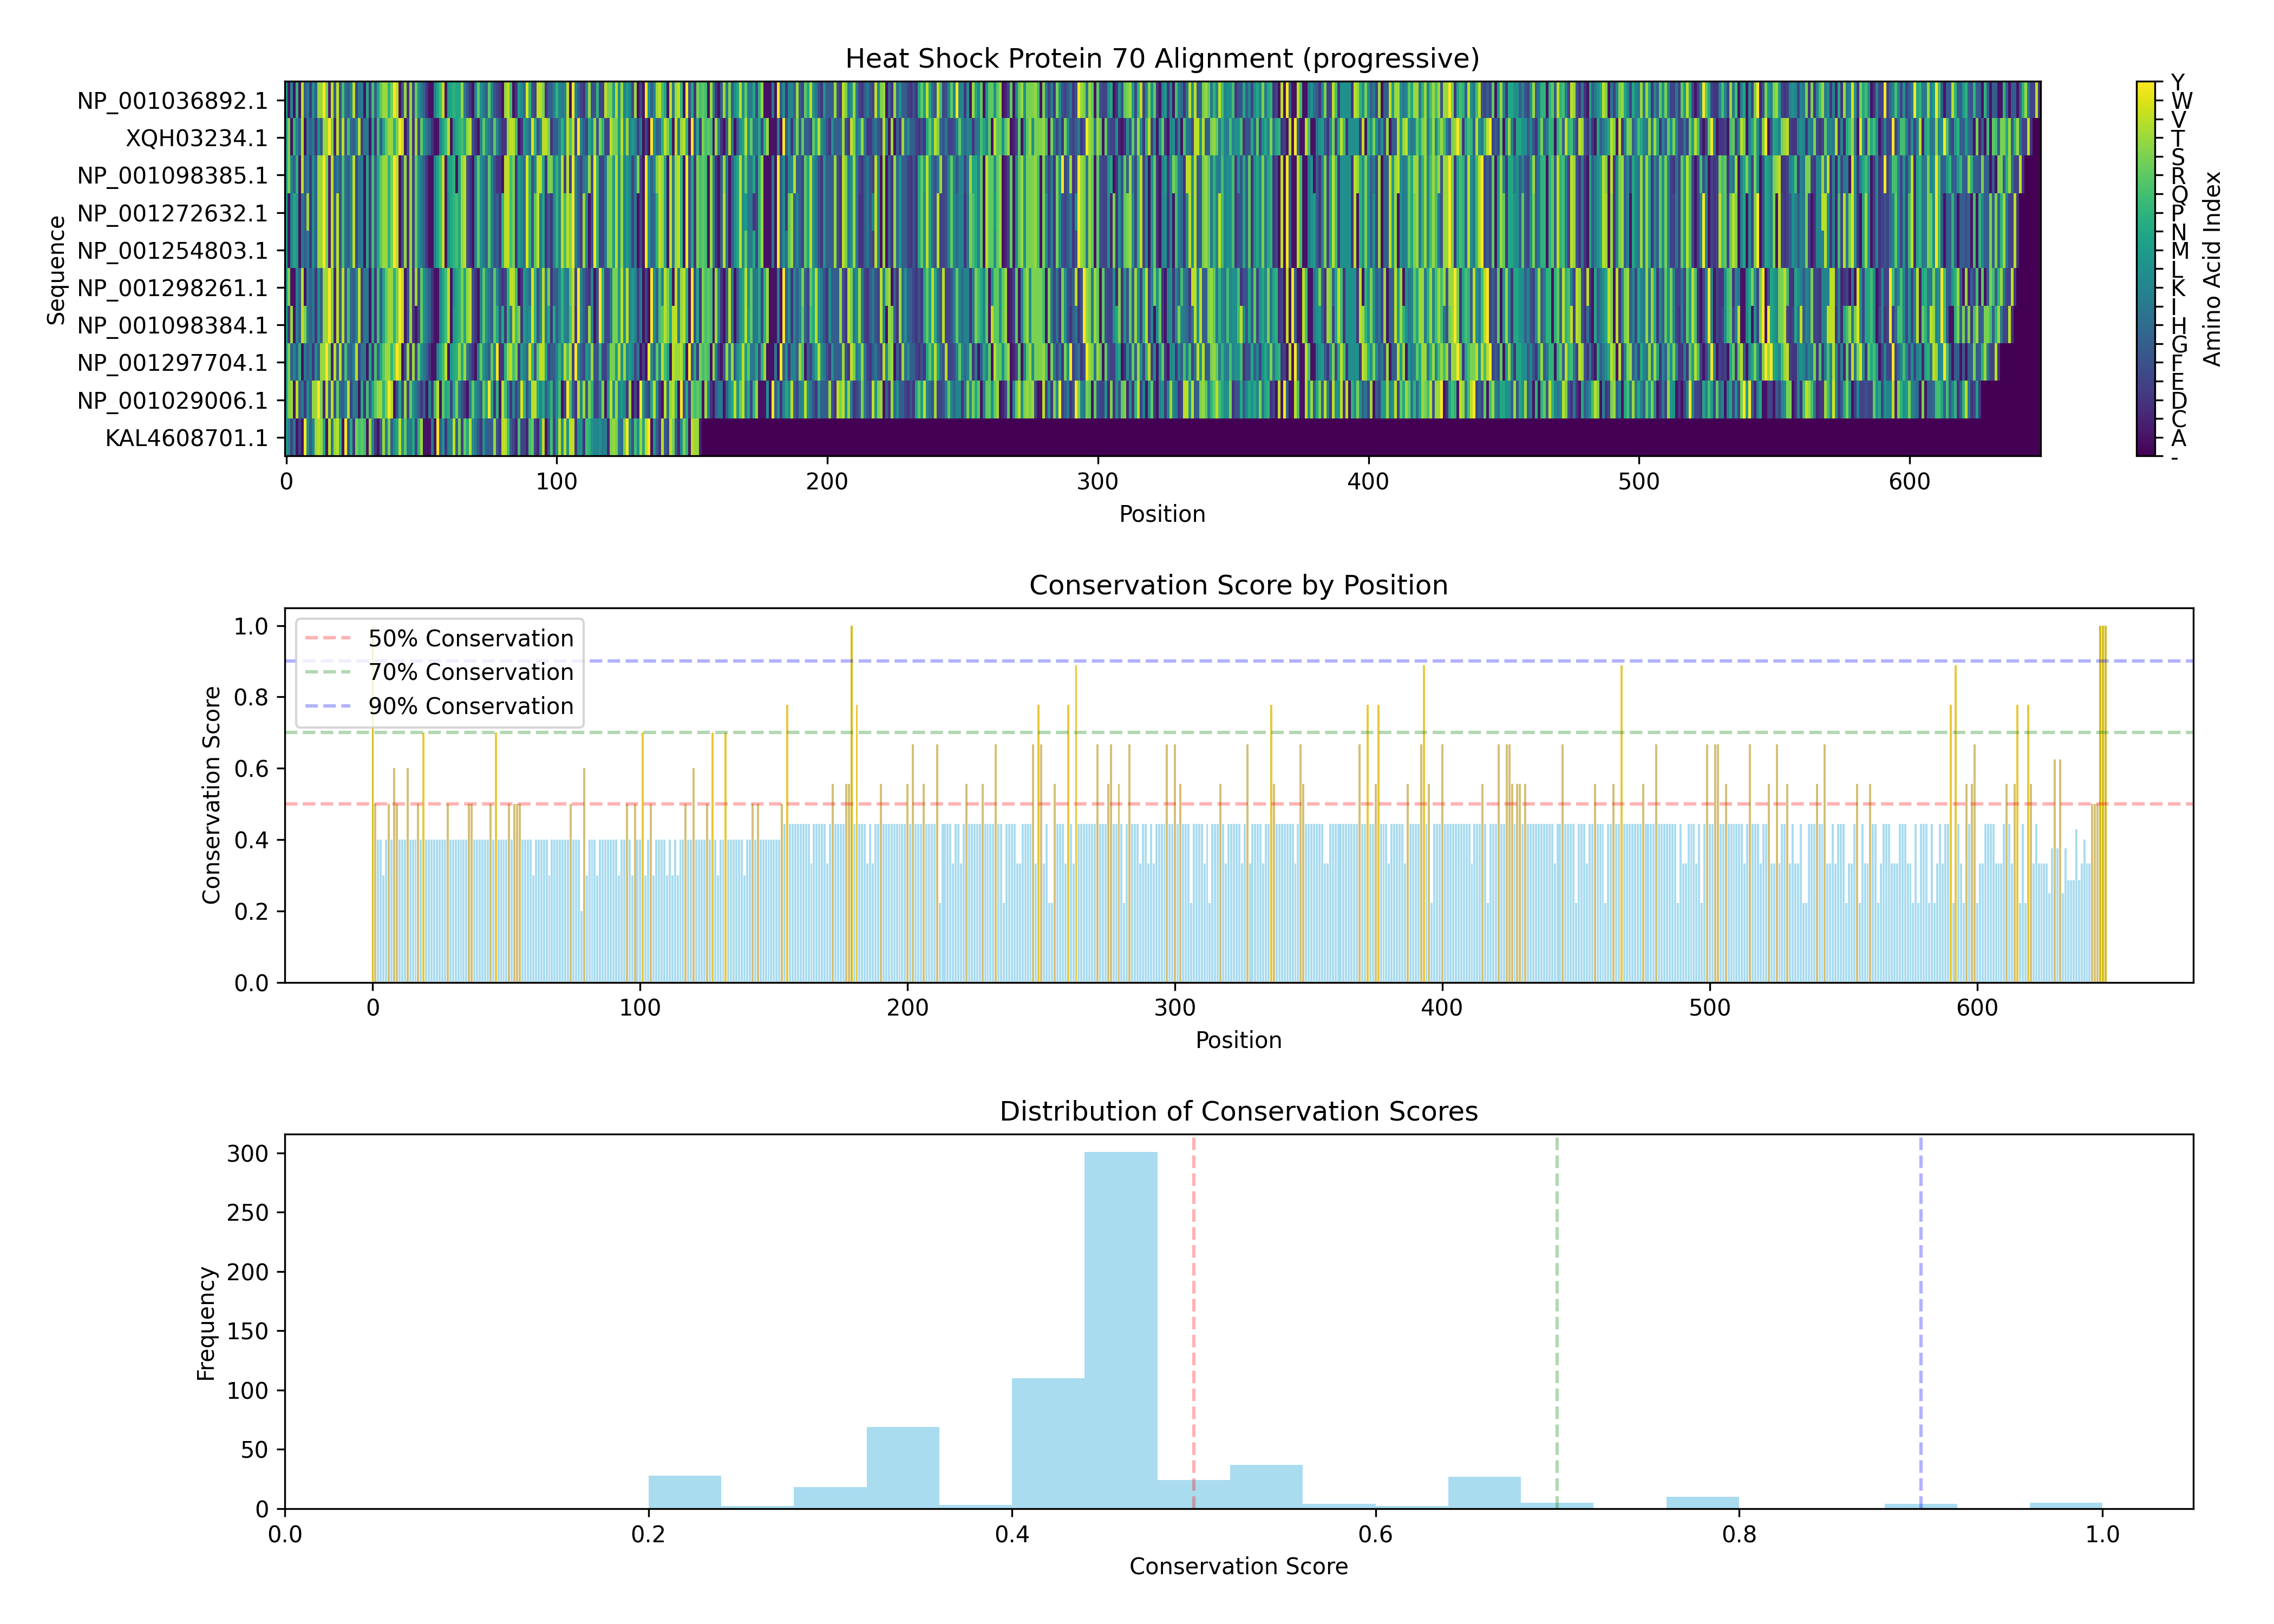 Heat Shock Protein 70 Alignment (progressive)
Sequence
NP_001036892.1
XQH03234.1
NP_001098385.1
NP_001272632.1
NP_001254803.1
NP_001298261.1
NP_001098384.1
NP_001297704.1
NP_001029006.1
KAL4608701.1
0 100 200 300 400 500 600
Position
Y
W
V
T
S
R
Q
P
N
M
L
K
I
H
G
F
E
D
C
A
-
Amino Acid Index
Conservation Score by Position
Conservation Score
1.0
0.8
0.6
0.4
0.2
0.0
50% Conservation
70% Conservation
90% Conservation
0 100 200 300 400 500 600
Position
Distribution of Conservation Scores
Frequency
300
250
200
150
100
50
0
0.0 0.2 0.4 0.6 0.8 1.0
Conservation Score